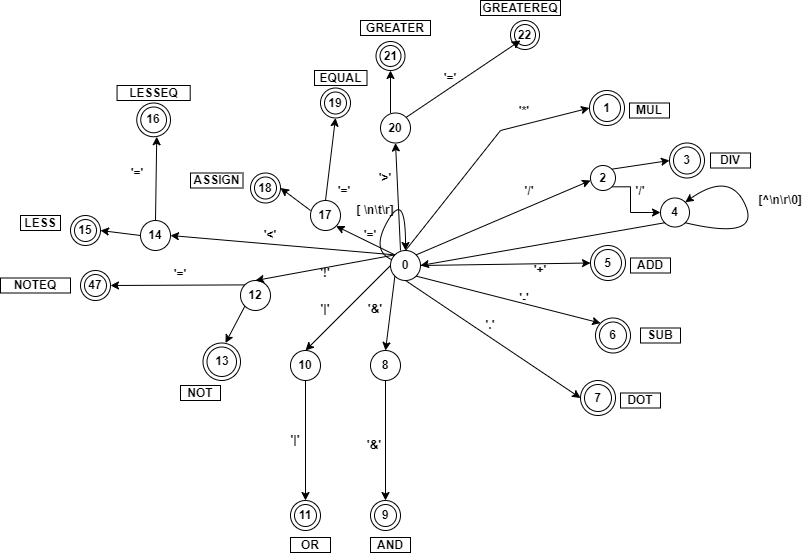 GREATEREQ
22
GREATER
21
'='
EQUAL
19
LESSEQ
16
20
'*'
1
MUL
'='
ASSIGN
18
'='
'>'
17
[ \n\t\r]
2
'/'
'/'
3
DIV
4
[^\n\r\0]
LESS
15
14
'<'
'='
0
'+'
5
ADD
NOTEQ
47
'='
12
'!'
'|'
'&'
'-'
6
SUB
'.'
13
NOT
10
8
7
DOT
'|'
'&'
11
OR
9
AND